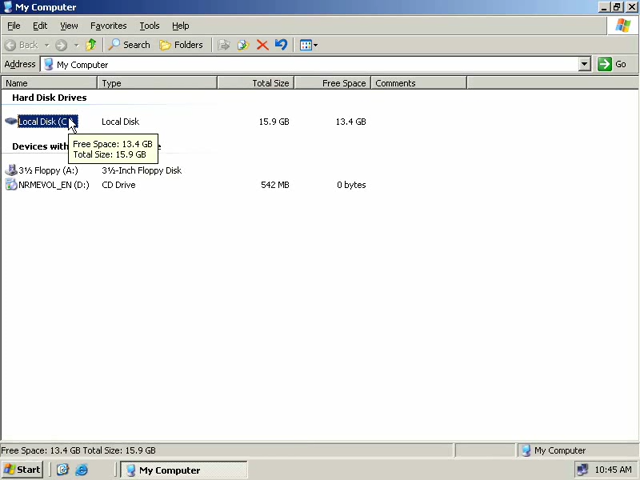 My Computer
File Edit View Favorites Tools Help
Back Search Folders
Address My Computer Go
Name Type Total Size Free Space Comments
Hard Disk Drives
Local Disk (C Local Disk 15.9 GB 13.4 GB
Free Space: 13.4 GB
Total Size: 15.9 GB
Devices with e
3½ Floppy (A:) 3½-Inch Floppy Disk
NRMEVOL_EN (D:) CD Drive 542 MB 0 bytes
Free Space: 13.4 GB Total Size: 15.9 GB My Computer
Start My Computer 10:45 AM